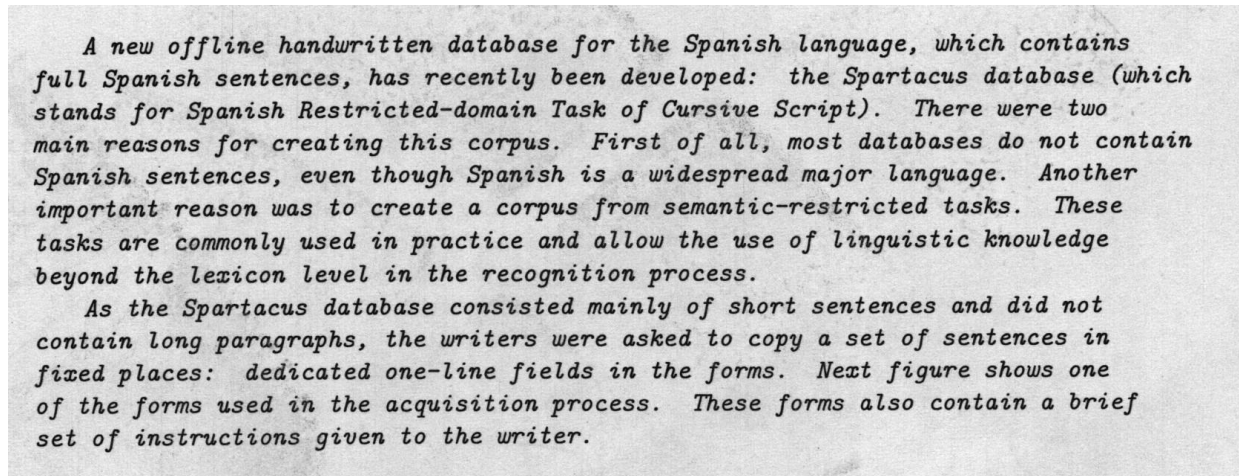 A new offline handwritten database for the Spanish language, which contains
full Spanish sentences, has recently been developed: the Spartacus database (which
stands for Spanish Restricted-domain Task of Cursive Script). There were two
main reasons for creating this corpus. First of all, most databases do not contain
Spanish sentences, even though Spanish is a widespread major language. Another
important reason was to create a corpus from semantic-restricted tasks. These
tasks are commonly used in practice and allow the use of linguistic knowledge
beyond the lexicon level in the recognition process.
As the Spartacus database consisted mainly of short sentences and did not
contain long paragraphs, the writers were asked to copy a set of sentences in
fixed places: dedicated one-line fields in the forms. Next figure shows one
of the forms used in the acquisition process. These forms also contain a brief
set of instructions given to the writer.